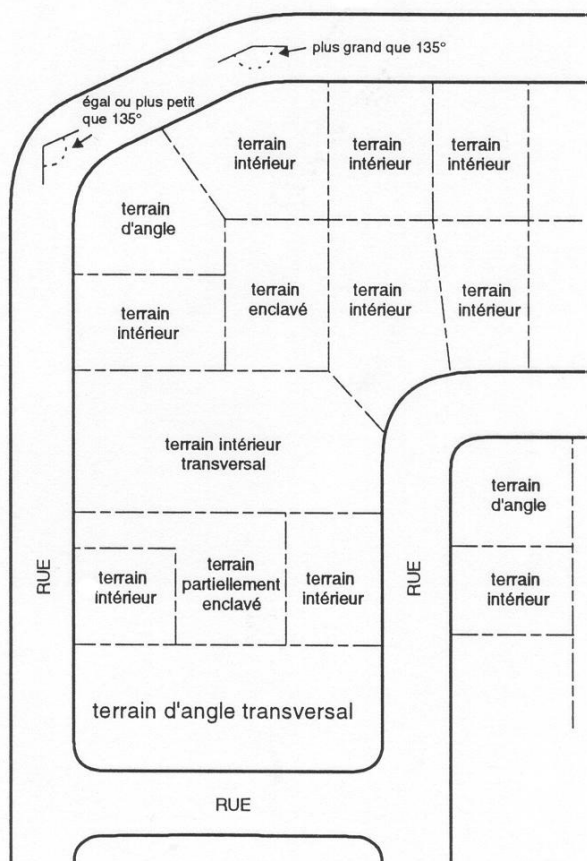 plus grand que 135°
égal ou plus petit
que 135°
terrain
intérieur
terrain
intérieur
terrain
intérieur
terrain
d'angle
terrain
intérieur
terrain
enclavé
terrain
intérieur
terrain
intérieur
terrain intérieur
transversal
terrain
d'angle
RUE
terrain
intérieur
terrain
partiellement
enclavé
terrain
intérieur
RUE
terrain
intérieur
terrain d'angle transversal
RUE